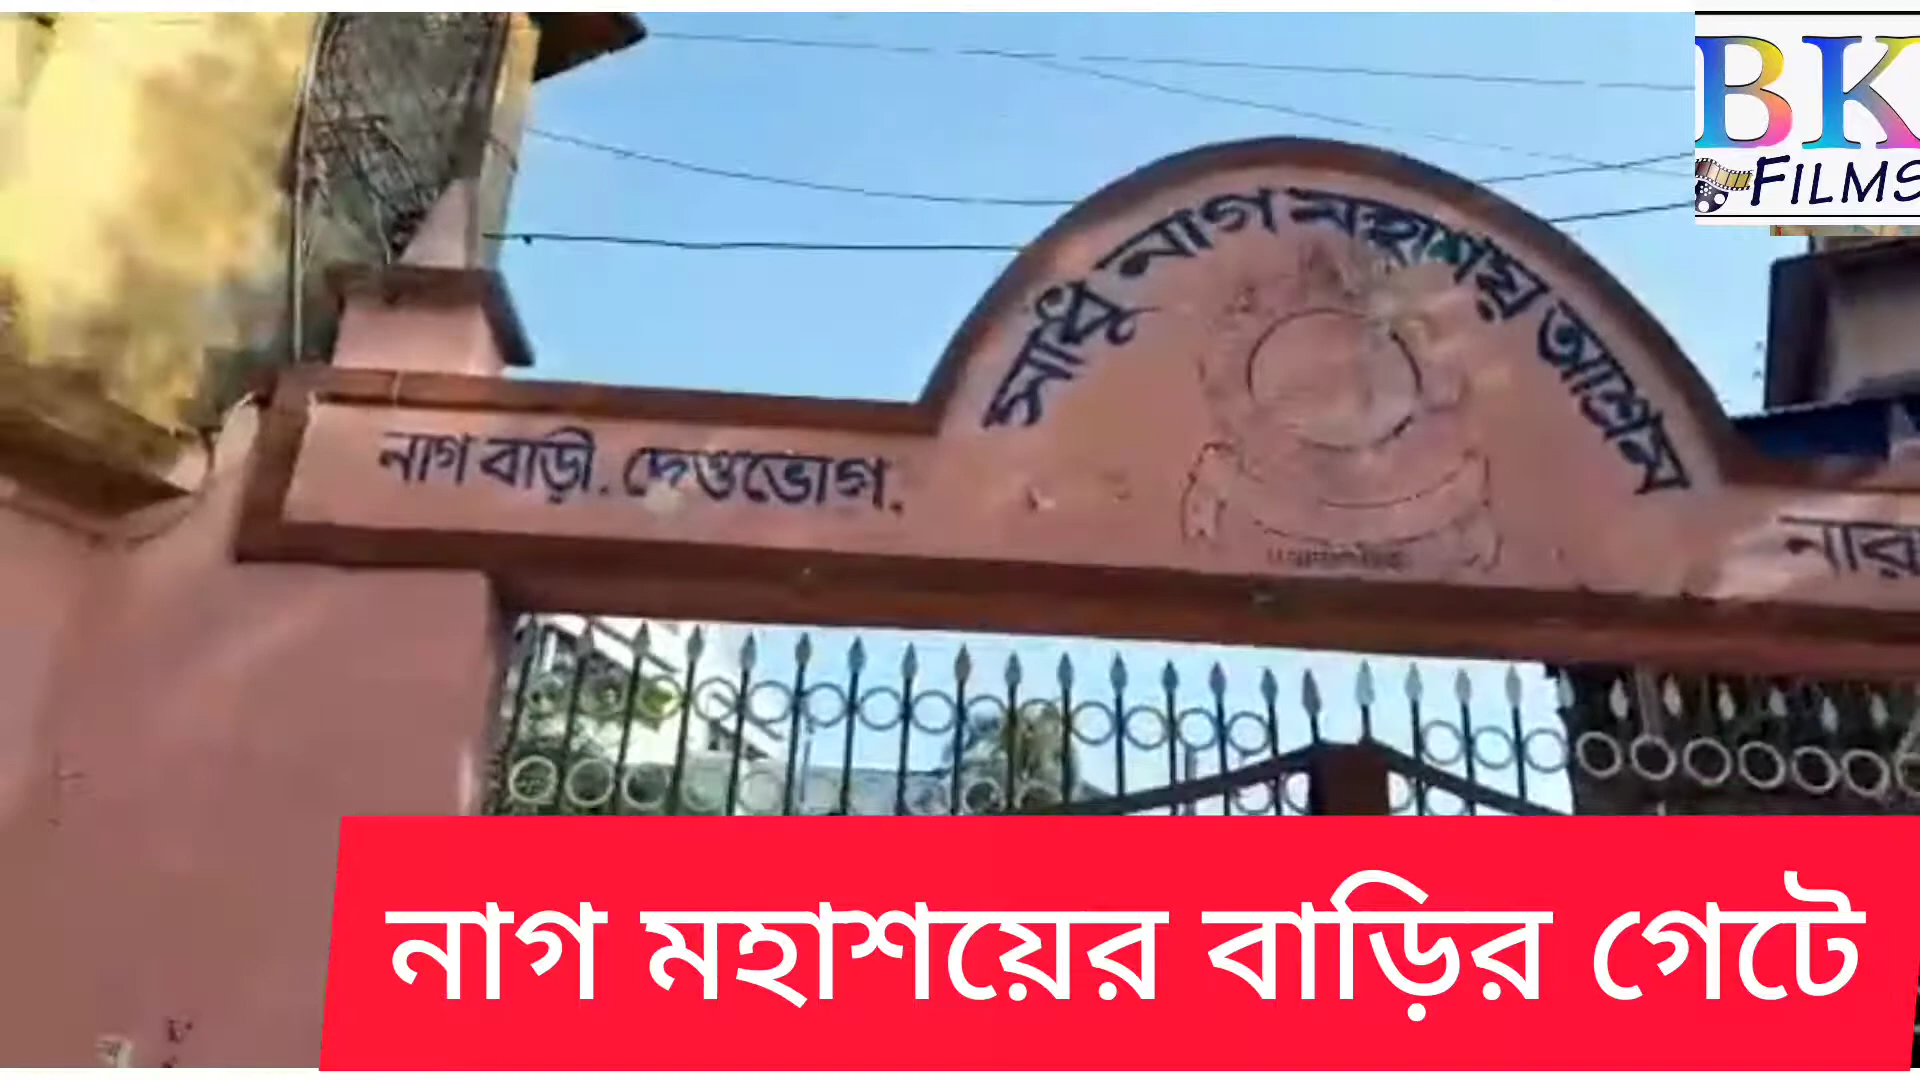 BK
FILMS
সাধু নাগ মহাশয় আশ্রম
নাগ বাড়ী. দেওভোগ.
নারা
নাগ মহাশয়ের বাড়ির গেটে